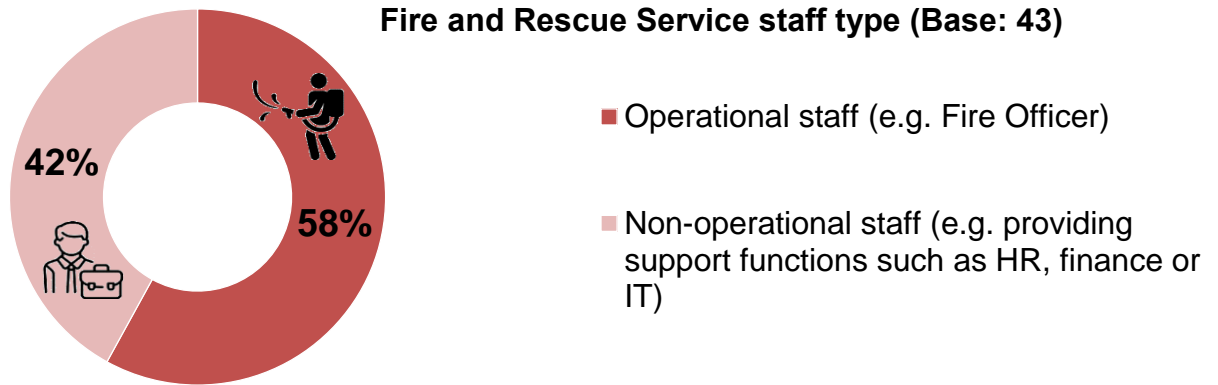 Fire and Rescue Service staff type (Base: 43)
Operational staff (e.g. Fire Officer)
42%
58%
Non-operational staff (e.g. providing
support functions such as HR, finance or
IT)